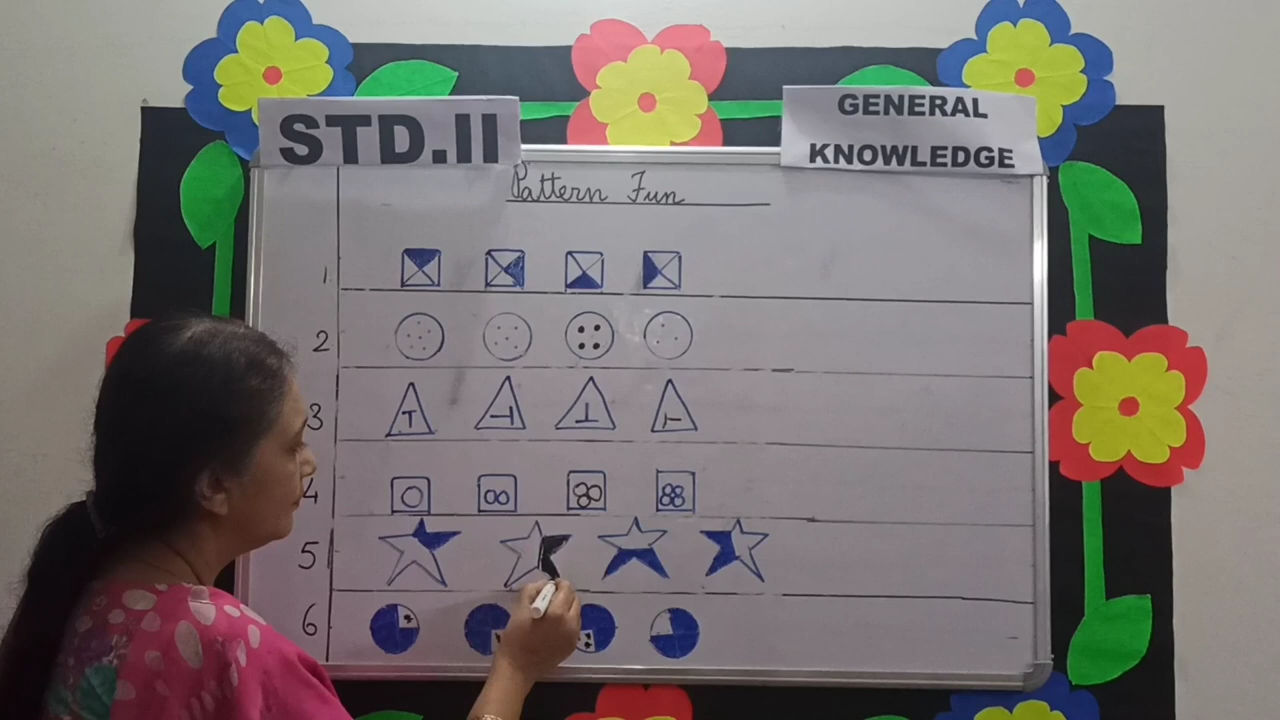 STD.II
GENERAL
KNOWLEDGE
Pattern Fun
1
2
3 T T T T
4
5
6